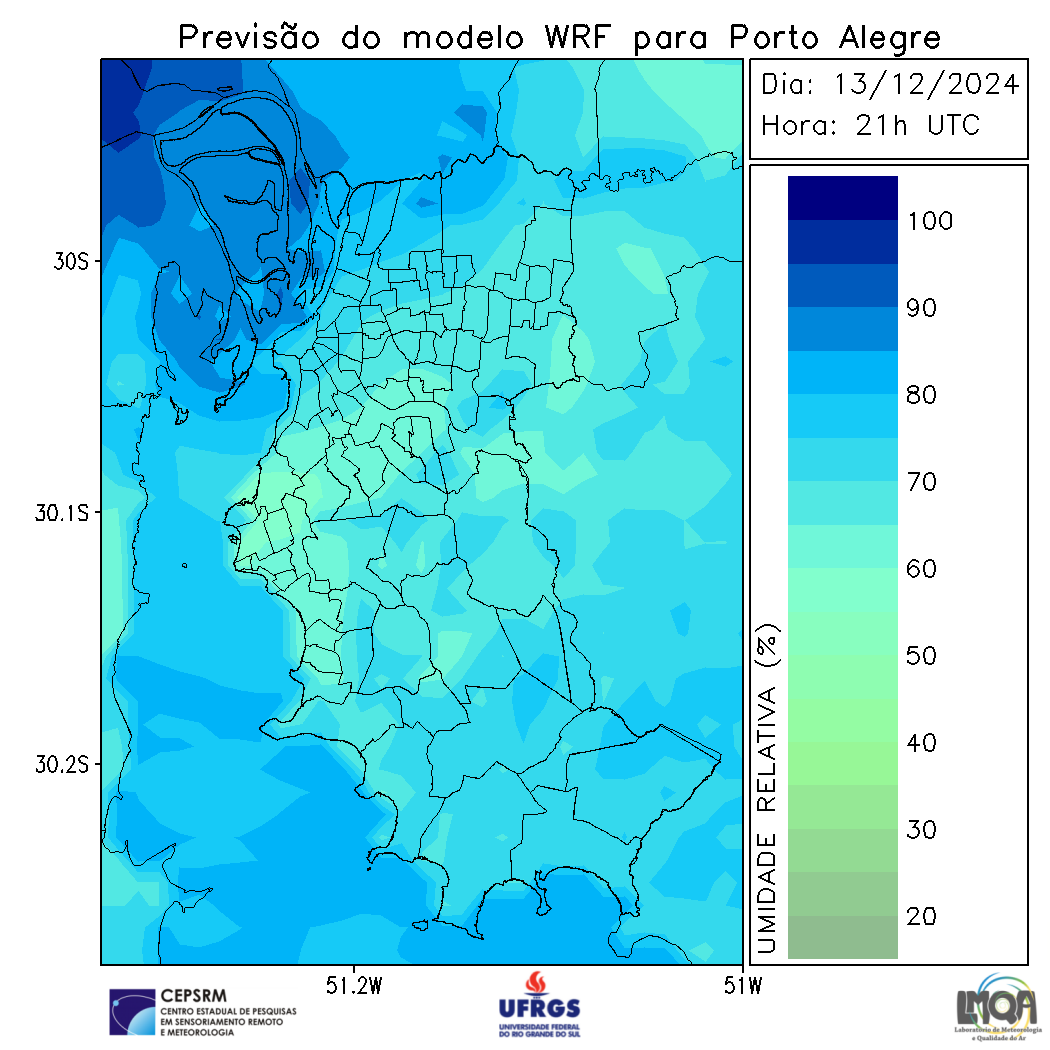 Previsão do modelo WRF para Porto Alegre
Dia: 13/12/2024
Hora: 21h UTC
30S
30.1S
30.2S
51.2W
51W
100
90
80
70
60
50
40
30
20
UMIDADE RELATIVA (%)
CEPSRM
CENTRO ESTADUAL DE PESQUISAS
EM SENSORIAMENTO REMOTO
E METEOROLOGIA
UFRGS
UNIVERSIDADE FEDERAL
DO RIO GRANDE DO SUL
LMQA
Laboratório de Meteorologia
e Qualidade do Ar